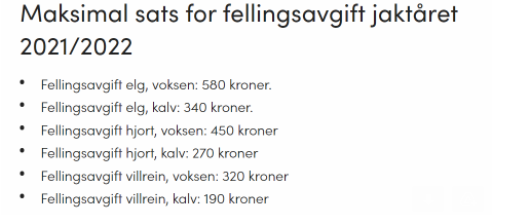 Maksimal sats for fellingsavgift jaktåret
2021/2022
• Fellingsavgift elg, voksen: 580 kroner.
• Fellingsavgift elg, kalv: 340 kroner.
• Fellingsavgift hjort, voksen: 450 kroner
• Fellingsavgift hjort, kalv: 270 kroner
• Fellingsavgift villrein, voksen: 320 kroner
• Fellingsavgift villrein, kalv: 190 kroner